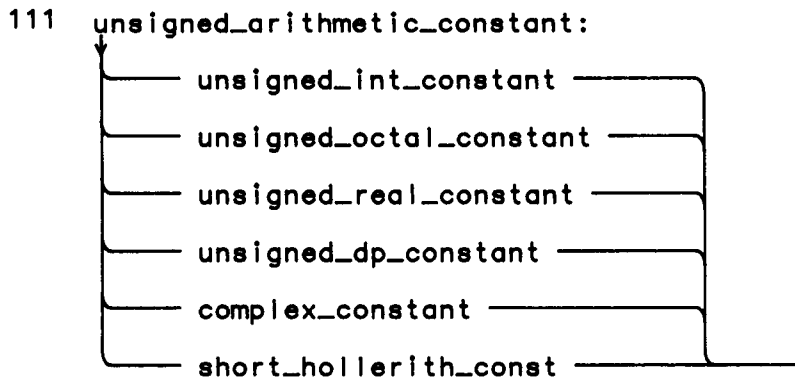 111 unsigned_arithmetic_constant:
unsigned_int_constant
unsigned_octal_constant
unsigned_real_constant
unsigned_dp_constant
complex_constant
short_hollerith_const